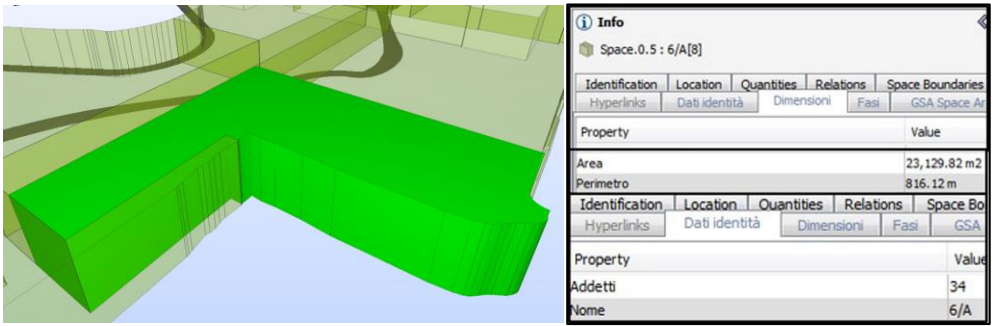 Info
Space.0.5 : 6/A[8]
Identification Location Quantities Relations Space Boundaries
Hyperlinks Dati identità Dimensioni Fasi GSA Space Ar
Property Value
Area 23,129.82 m2
Perimetro 816.12 m
Identification Location Quantities Relations Space Bo
Hyperlinks Dati identità Dimensioni Fasi GSA
Property Value
Addetti 34
Nome 6/A